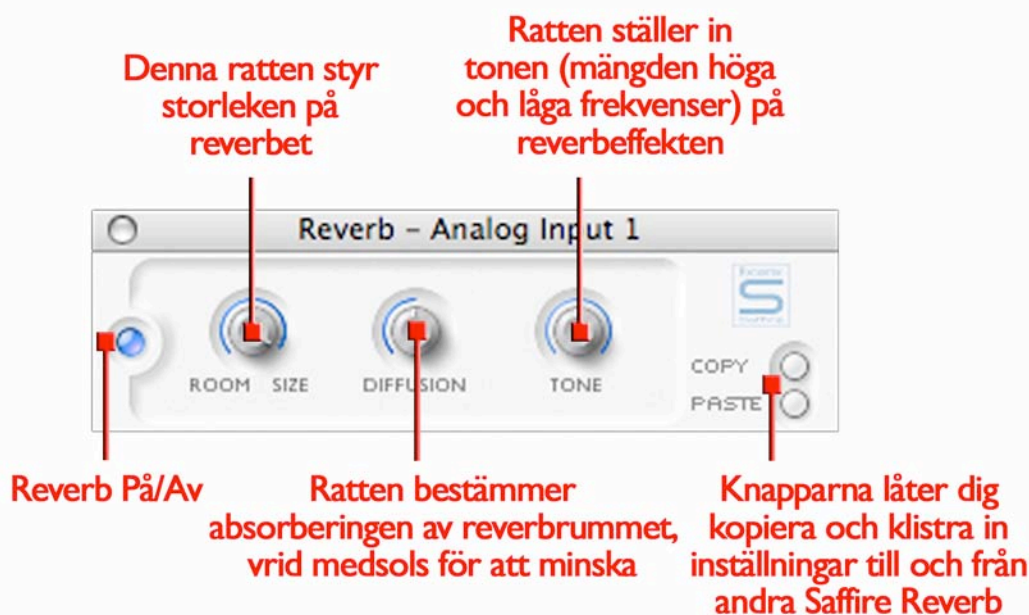 Denna ratten styr
storleken på
reverbet
Ratten ställer in
tonen (mängden höga
och låga frekvenser) på
reverbeffekten
Reverb – Analog Input 1
ROOM SIZE
DIFFUSION
TONE
COPY
PASTE
Reverb På/Av
Ratten bestämmer
absorberingen av reverbrummet,
vrid medsols för att minska
Knapparna låter dig
kopiera och klistra in
inställningar till och från
andra Saffire Reverb